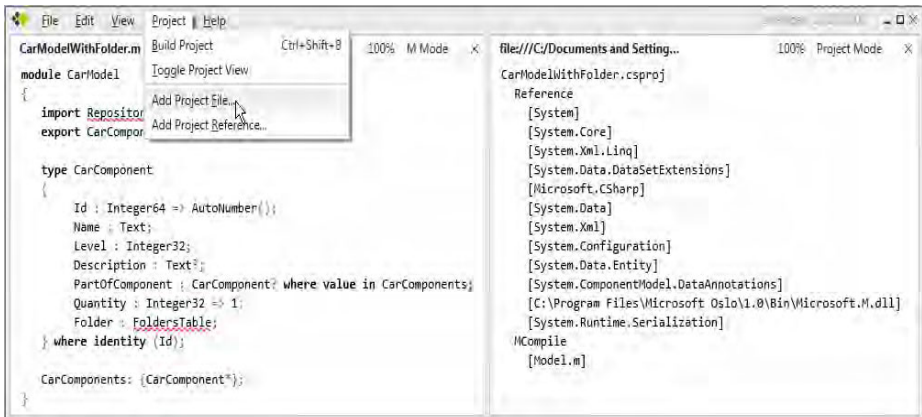 File Edit View Project Help
CarModelWithFolder.m 100% M Mode ×
Build Project Ctrl+Shift+B
Toggle Project View
Add Project File...
Add Project Reference...
module CarModel
{
import Repositor
export CarCompor
type CarComponent
{
Id : Integer64 => AutoNumber();
Name : Text;
Level : Integer32;
Description : Text?;
PartOfComponent : CarComponent? where value in CarComponents;
Quantity : Integer32 => 1;
Folder : FoldersTable;
} where identity (Id);
CarComponents: {CarComponent*};
}
file:///C:/Documents and Setting... 100% Project Mode ×
CarModelWithFolder.csproj
Reference
[System]
[System.Core]
[System.Xml.Linq]
[System.Data.DataSetExtensions]
[Microsoft.CSharp]
[System.Data]
[System.Xml]
[System.Configuration]
[System.Data.Entity]
[System.ComponentModel.DataAnnotations]
[C:\Program Files\Microsoft Oslo\1.0\Bin\Microsoft.M.dll]
[System.Runtime.Serialization]
MCompile
[Model.m]